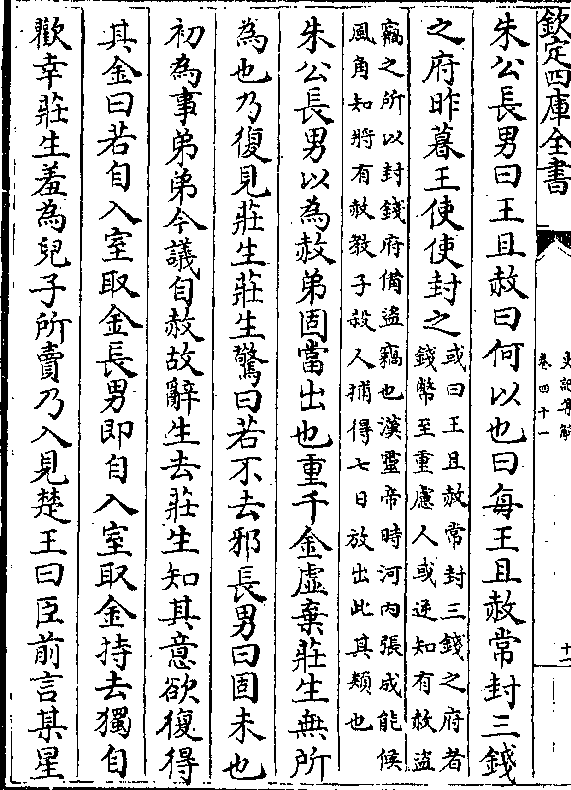 欽定四庫全書
史記集解
卷四十一
十一
朱公長男曰王且赦曰何以也曰每王且赦常封三錢
之府昨暮王使使封之
或曰王且赦常封三錢之府者
錢幣至重慮人或逆知有赦盜
竊之所以封錢府備盜竊也漢靈帝時河內張成能候
風角知將有赦教子殺人捕得七日放出此其類也
朱公長男以為赦弟固當出也重千金虛棄莊生無所
為也乃復見莊生莊生驚曰若不去邪長男曰固未也
初為事弟弟今議自赦故辭生去莊生知其意欲復得
其金曰若自入室取金長男即自入室取金持去獨自
歡幸莊生羞為兒子所賣乃入見楚王曰臣前言某星